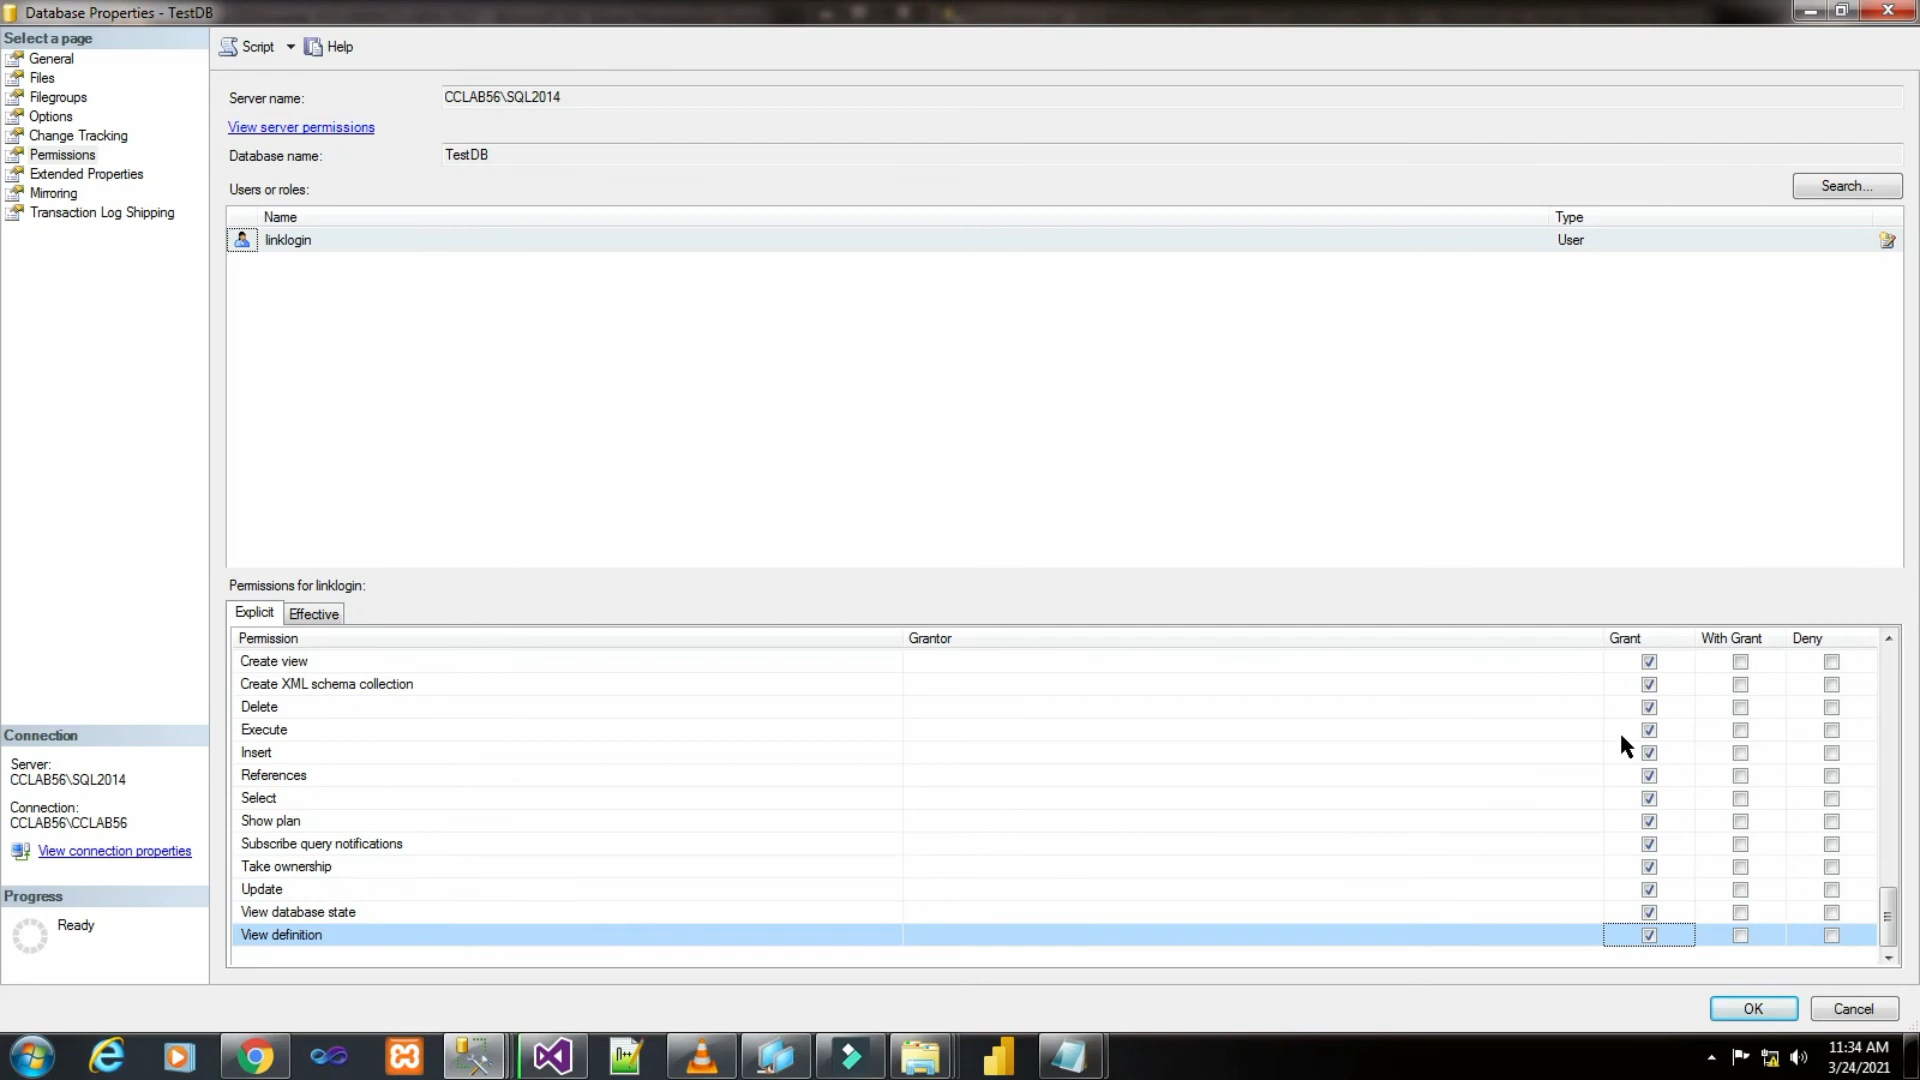 Database Properties - TestDB
Select a page
General
Files
Filegroups
Options
Change Tracking
Permissions
Extended Properties
Mirroring
Transaction Log Shipping
Script
Help
Server name:
CCLAB56\SQL2014
View server permissions
Database name:
TestDB
Users or roles:
Search...
Name
Type
linklogin
User
Permissions for linklogin:
Explicit
Effective
Permission
Grantor
Grant
With Grant
Deny
Create view
Create XML schema collection
Delete
Execute
Insert
References
Select
Show plan
Subscribe query notifications
Take ownership
Update
View database state
View definition
Connection
Server:
CCLAB56\SQL2014
Connection:
CCLAB56\CCLAB56
View connection properties
Progress
Ready
OK
Cancel
11:34 AM
3/24/2021